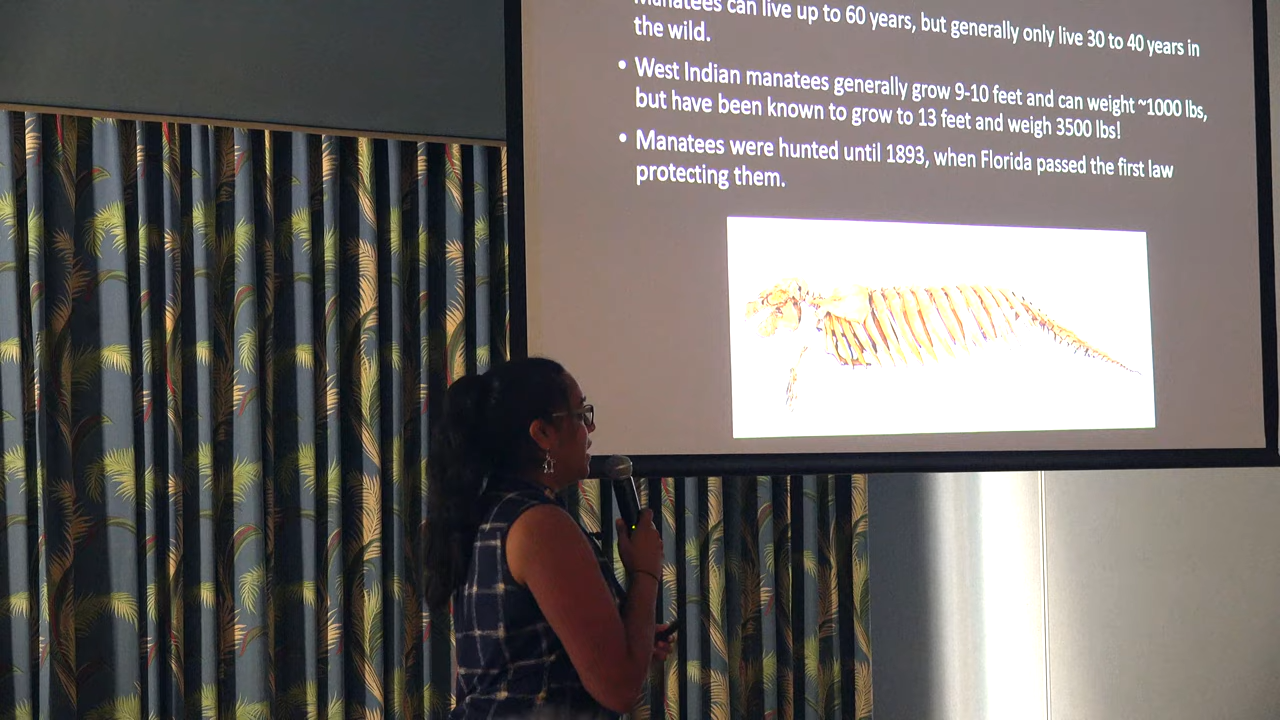 Manatees can live up to 60 years, but generally only live 30 to 40 years in
the wild.
• West Indian manatees generally grow 9-10 feet and can weight ~1000 lbs,
but have been known to grow to 13 feet and weigh 3500 lbs!
• Manatees were hunted until 1893, when Florida passed the first law
protecting them.